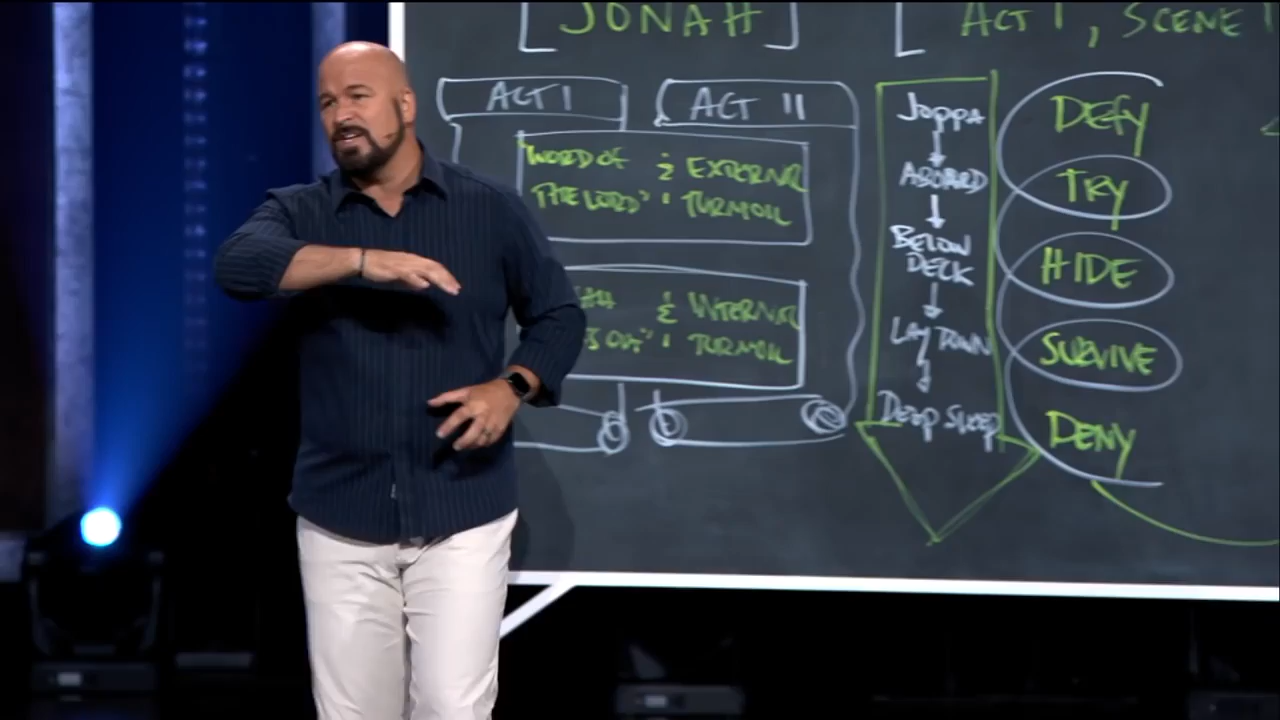 [JONAH]
[ACT I, SCENE
ACT I
ACT II
WORD OF & EXTERNAL
THE LORD" TURMOIL
& INTERNAL
TURMOIL
JOPPA
ABOARD
BELOW
DECK
LAY DOWN
DEEP SLEEP
DEFY
TRY
HIDE
SURVIVE
DENY